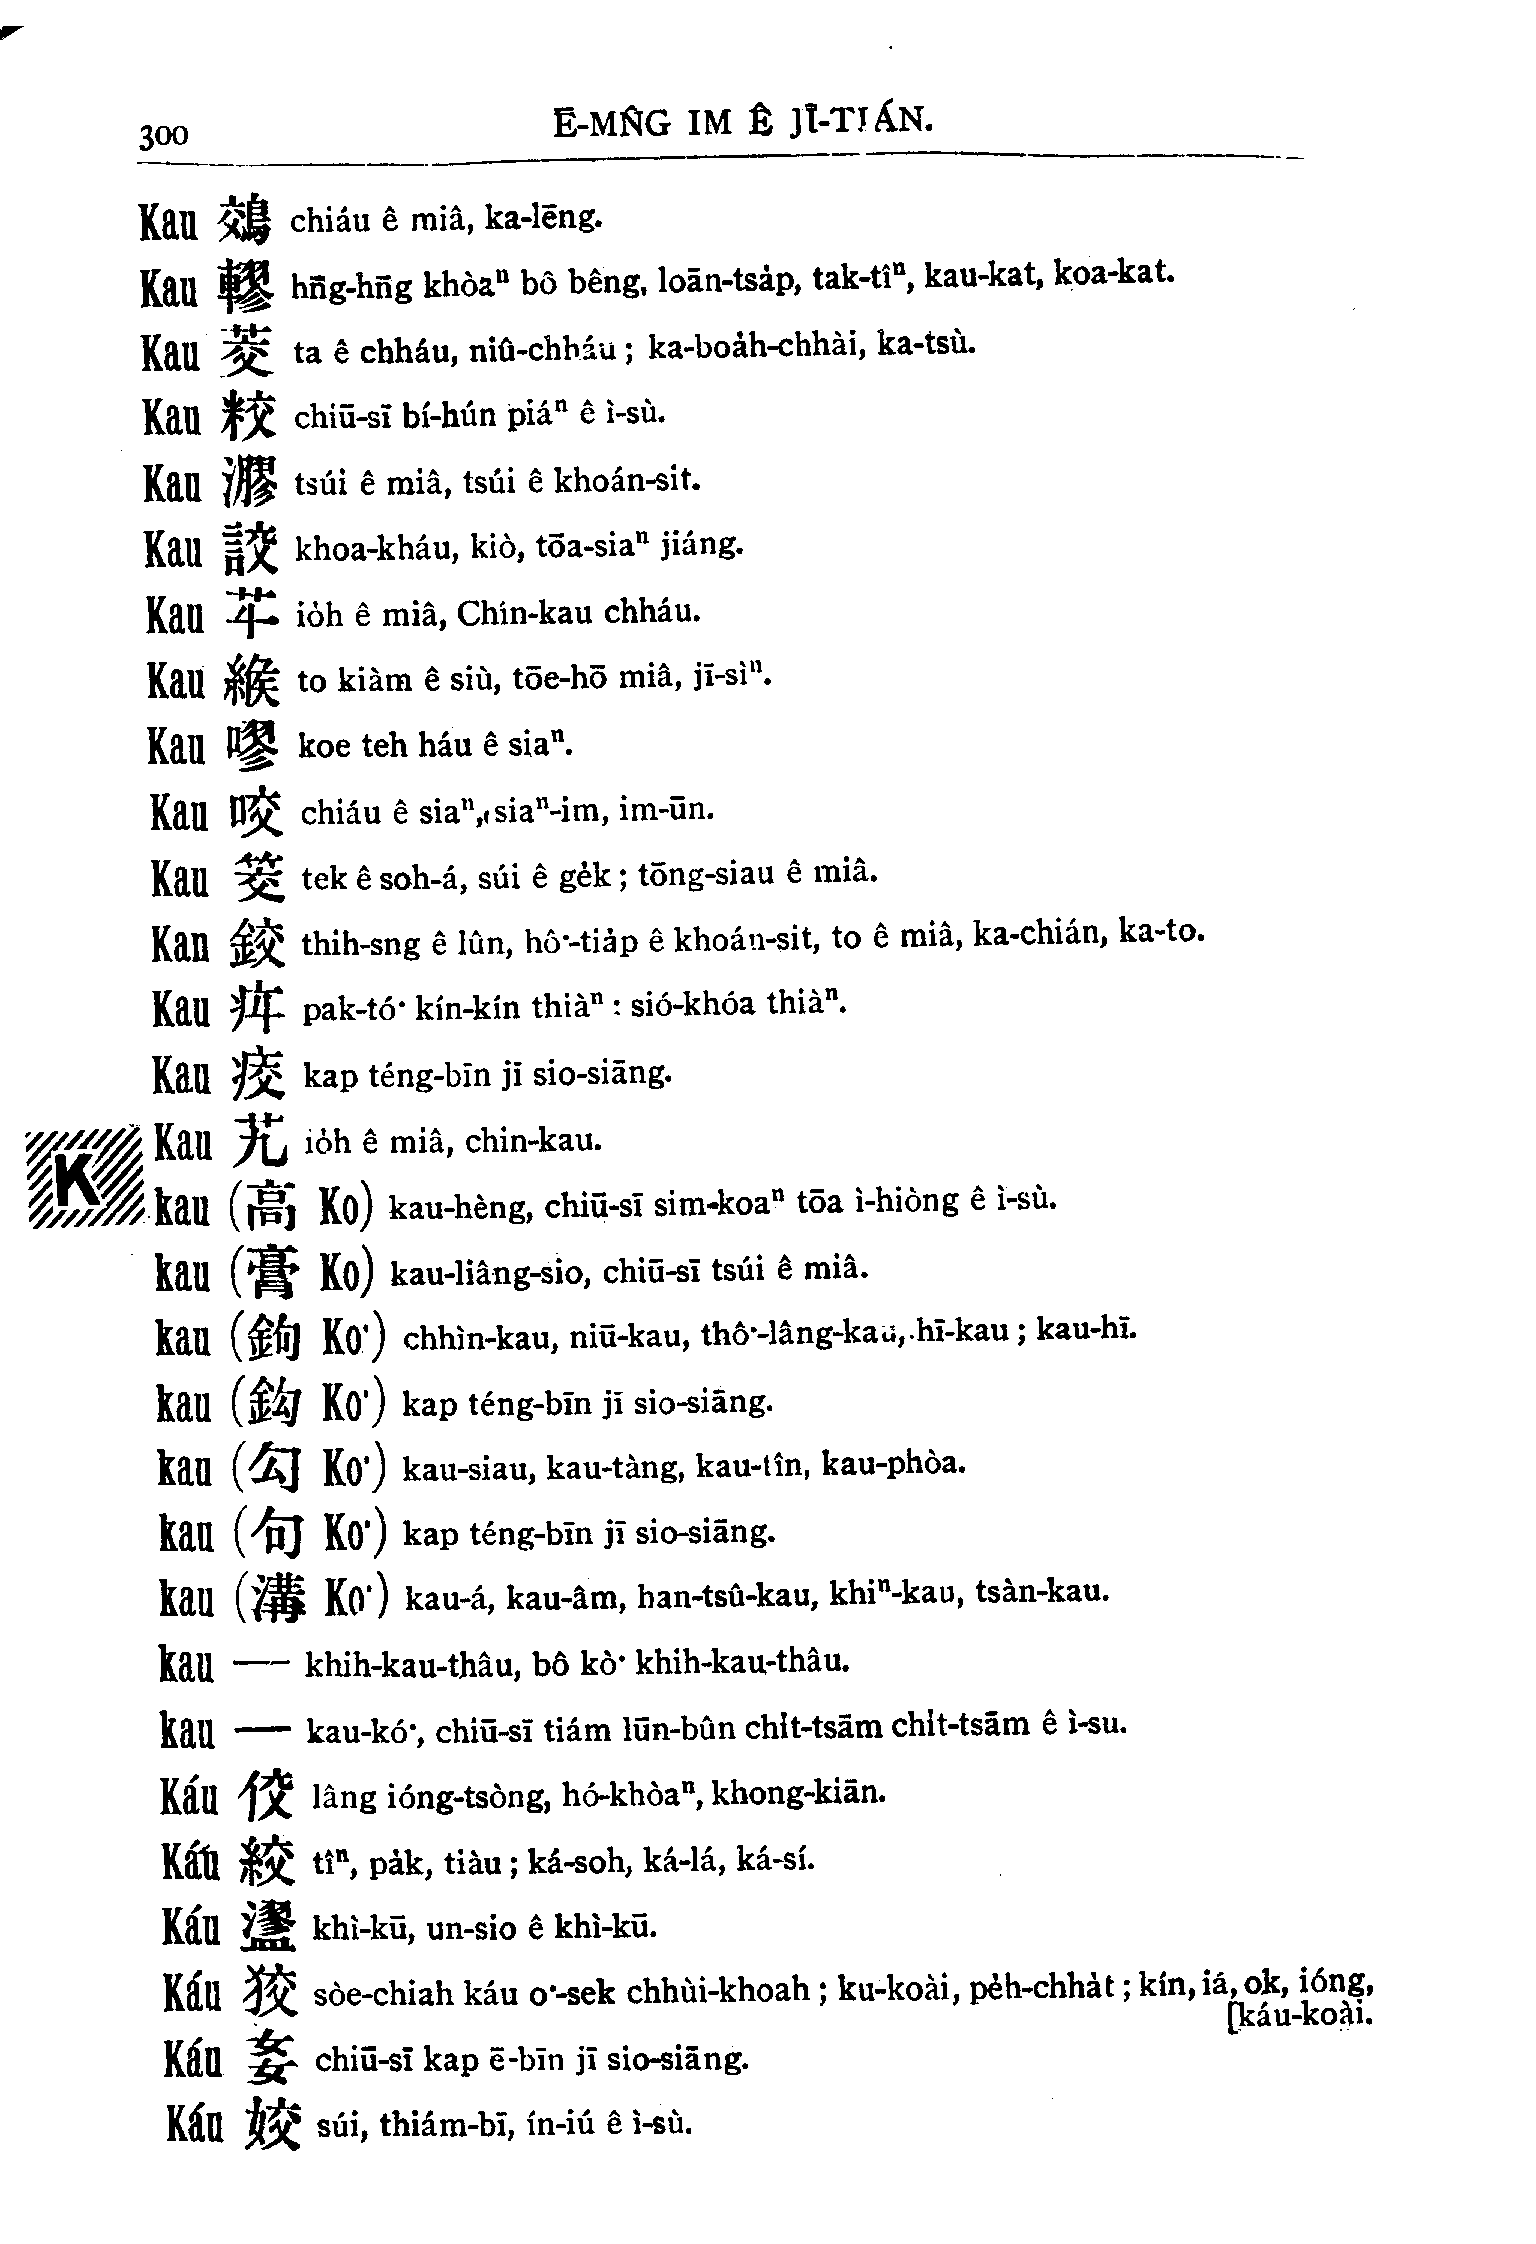 300 Ē-MN̂G IM Ê JĪ-TIÁN.
Kau 鵁 chiáu ê miâ, ka-lēng.
Kau 轇 hn̄g-hn̄g khòaⁿ bô bêng, loān-tsa̍p, tak-tîⁿ, kau-kat, koa-kat.
Kau 茭 ta ê chháu, niû-chháu; ka-boa̍h-chhài, ka-tsù.
Kau 粀 chiū-sī bí-hún piáⁿ ê ì-sù.
Kau 漻 tsúi ê miâ, tsúi ê khoán-sit.
Kau 詨 khoa-kháu, kiò, tōa-siaⁿ jiáng.
Kau io̍h ê miâ, Chín-kau chháu.
Kau 緱 to kiàm ê siù, tōe-hō miâ, jī-sìⁿ.
Kau 嘐 koe teh háu ê siaⁿ.
Kau 咬 chiáu ê siaⁿ, siaⁿ-im, im-ūn.
Kau 筊 tek ê soh-á, súi ê ge̍k; tōng-siau ê miâ.
Kau 鉸 thih-sng ê lûn, hô͘-tia̍p ê khoán-sit, to ê miâ, ka-chián, ka-to.
Kau pak-tó͘ kín-kín thiàⁿ: sió-khóa thiàⁿ.
Kau 㾂 kap téng-bīn jī sio-siāng.
Kau 艽 io̍h ê miâ, chin-kau.
K
kau (高 Ko) kau-hèng, chiū-sī sim-koaⁿ tōa ì-hiòng ê ì-sù.
kau (膏 Ko) kau-liâng-sio, chiū-sī tsúi ê miâ.
kau (鉤 Ko͘) chhìn-kau, niū-kau, thô͘-lâng-kau, hī-kau; kau-hī.
kau (鈎 Ko͘) kap téng-bīn jī sio-siāng.
kau (勾 Ko͘) kau-siau, kau-tàng, kau-tîn, kau-phòa.
kau (句 Ko͘) kap téng-bīn jī sio-siāng.
kau (溝 Ko͘) kau-á, kau-âm, han-tsû-kau, khiⁿ-kau, tsàn-kau.
kau — khih-kau-thâu, bô kò͘ khih-kau-thâu.
kau — kau-kó͘, chiū-sī tiám lūn-bûn chi̍t-tsām chi̍t-tsām ê ì-su.
Káu 佼 lâng ióng-tsòng, hó-khòaⁿ, khong-kiān.
Káu 絞 tîⁿ, pa̍k, tiàu; ká-soh, ká-lá, ká-sí.
Káu 盨 khì-kū, un-sio ê khì-kū.
Káu 狡 sòe-chiah káu o͘-sek chhùi-khoah; ku-koài, pe̍h-chha̍t; kín, iá, ok, ióng,
[káu-koài.
Káu chiū-sī kap ē-bīn jī sio-siāng.
Káu 姣 súi, thiám-bī, ín-iú ê ì-sù.